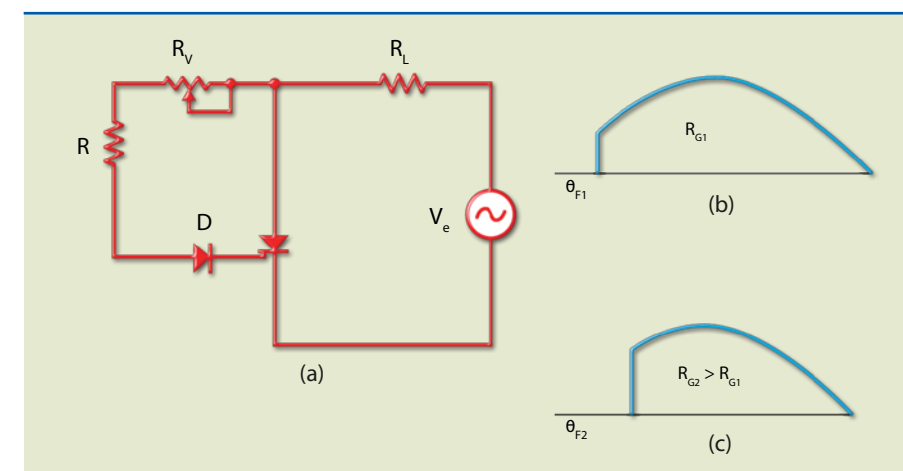 R_V
R_L
R
D
V_e
(a)
R_G1
θ_F1
(b)
R_G2 > R_G1
θ_F2
(c)